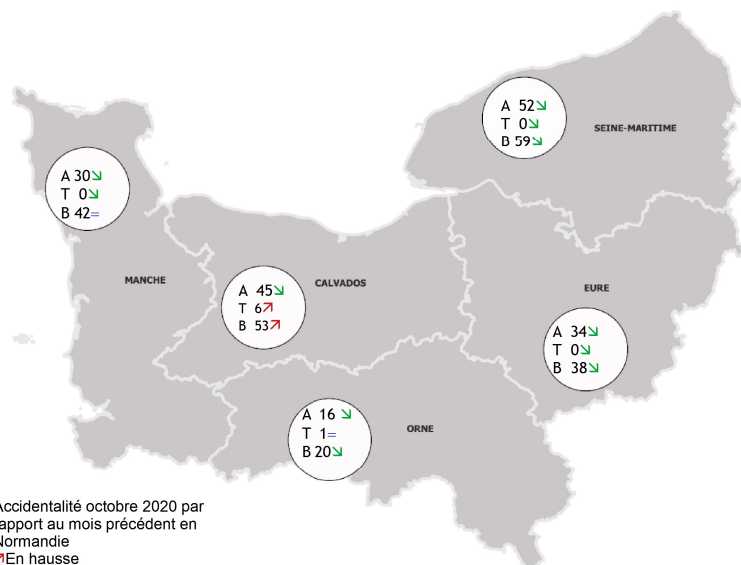 A 52↘
T 0↘
B 59↘
SEINE-MARITIME
A 30↘
T 0↘
B 42=
MANCHE
A 45↘
T 6↗
B 53↗
CALVADOS
EURE
A 34↘
T 0↘
B 38↘
A 16 ↘
T 1=
B 20↘
ORNE
Accidentalité octobre 2020 par
rapport au mois précédent en
Normandie
↗En hausse